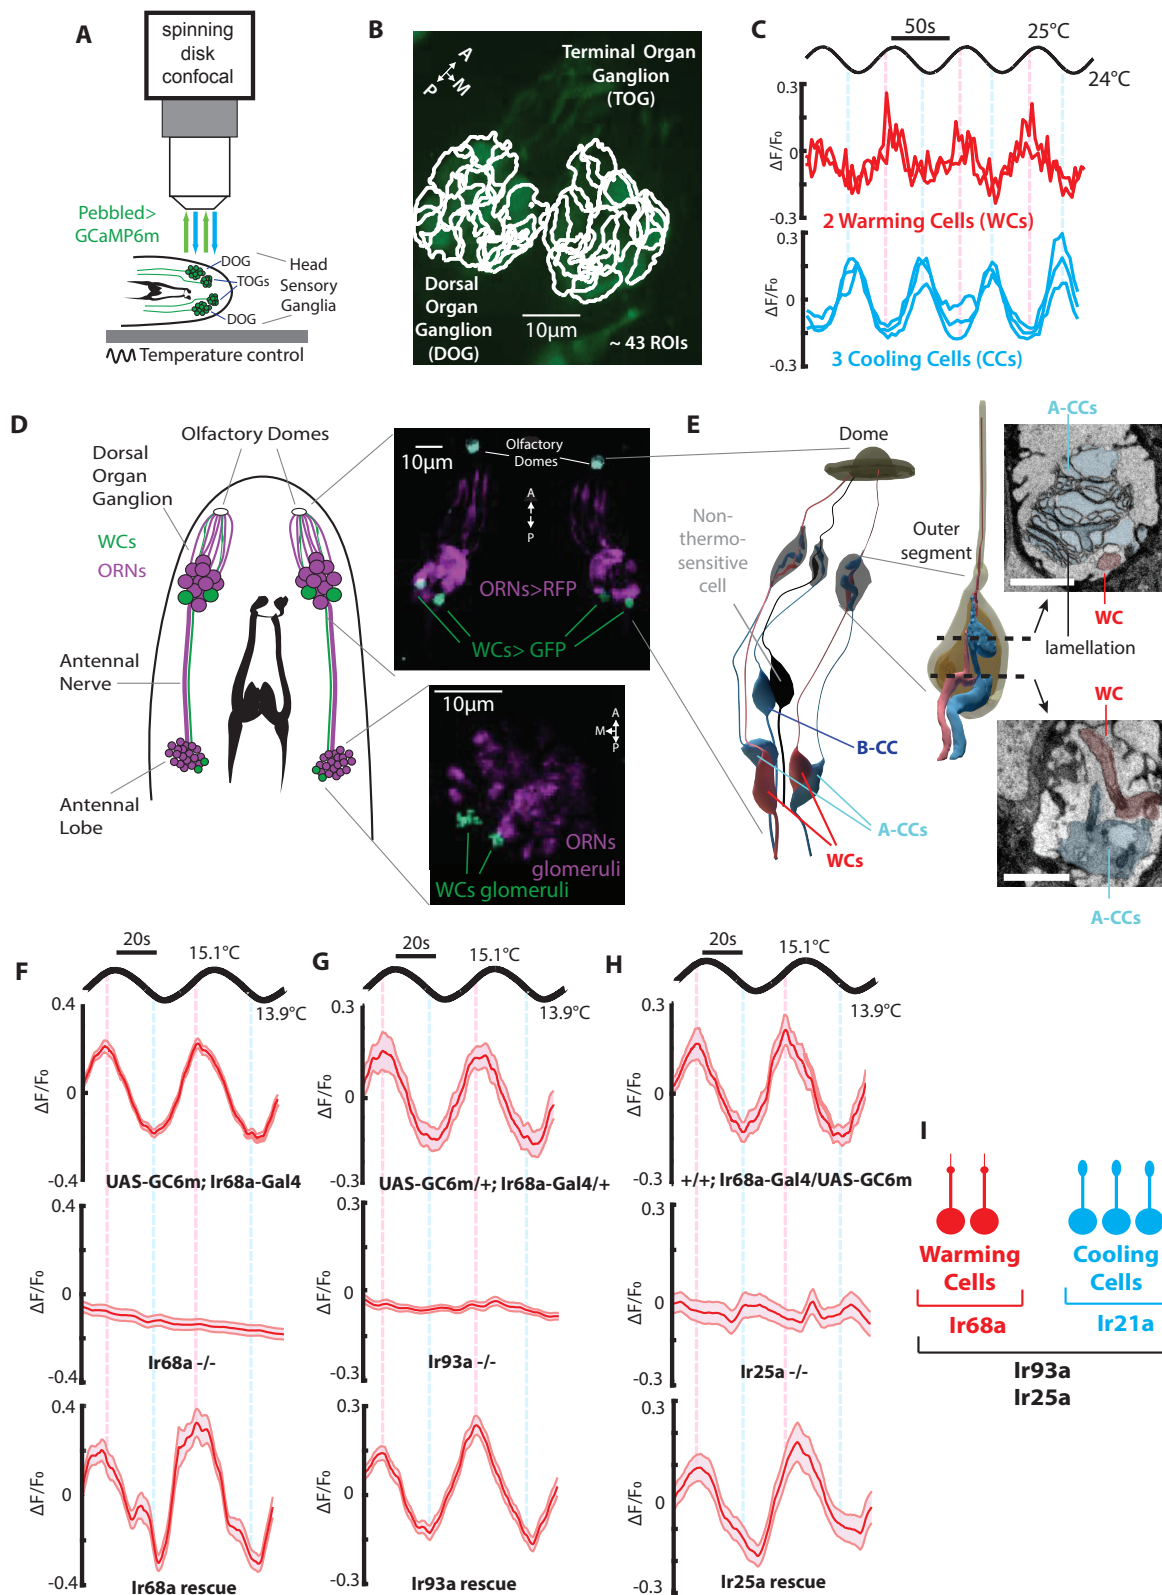 A
spinning
disk
confocal
Pebbled>
GCaMP6m
DOG
TOGs
DOG
Head
Sensory
Ganglia
Temperature control
B
A
P
M
Terminal Organ
Ganglion
(TOG)
Dorsal
Organ
Ganglion
(DOG)
10µm
~ 43 ROIs
C
50s
25°C
24°C
0.3
0
-0.3
ΔF/F₀
2 Warming Cells (WCs)
0.3
0
-0.3
ΔF/F₀
3 Cooling Cells (CCs)
D
Olfactory Domes
Dorsal
Organ
Ganglion
WCs
ORNs
Antennal
Nerve
Antennal
Lobe
10µm
Olfactory
Domes
A
P
ORNs>RFP
WCs> GFP
10µm
A
M
P
ORNs
glomeruli
WCs glomeruli
E
Dome
Non-
thermo-
sensitive
cell
Outer
segment
B-CC
A-CCs
WCs
A-CCs
WC
lamellation
WC
A-CCs
F
20s
15.1°C
13.9°C
0.4
0
-0.4
ΔF/F₀
UAS-GC6m; Ir68a-Gal4
0.4
0
-0.4
ΔF/F₀
Ir68a -/-
0.4
0
-0.4
ΔF/F₀
Ir68a rescue
G
20s
15.1°C
13.9°C
0.3
0
-0.3
ΔF/F₀
UAS-GC6m/+; Ir68a-Gal4/+
0.3
0
-0.3
ΔF/F₀
Ir93a -/-
0.3
0
-0.3
ΔF/F₀
Ir93a rescue
H
20s
15.1°C
13.9°C
0.3
0
-0.3
ΔF/F₀
+/+; Ir68a-Gal4/UAS-GC6m
0.3
0
-0.3
ΔF/F₀
Ir25a -/-
0.3
0
-0.3
ΔF/F₀
Ir25a rescue
I
Warming
Cells
Ir68a
Cooling
Cells
Ir21a
Ir93a
Ir25a